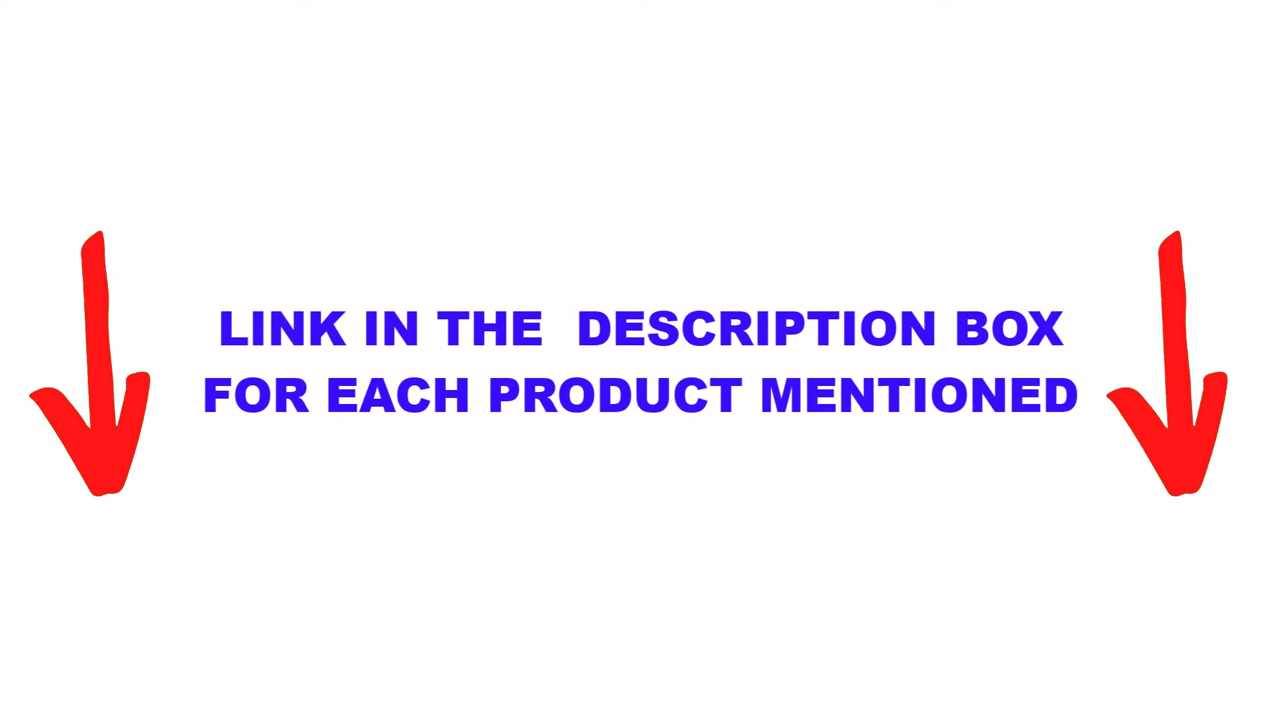 LINK IN THE  DESCRIPTION BOX
FOR EACH PRODUCT MENTIONED